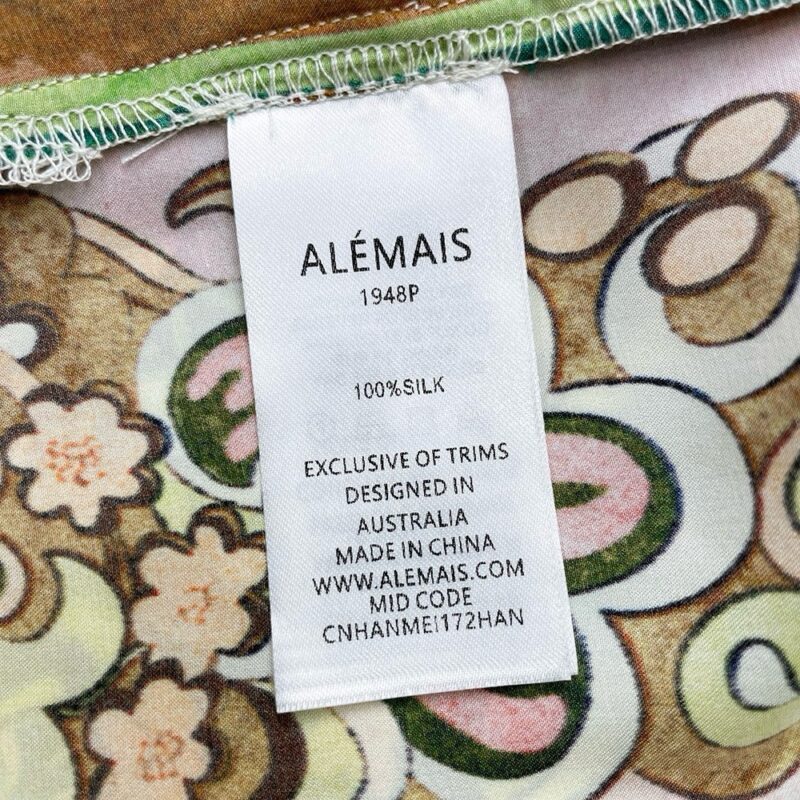 ALÉMAIS
1948P
100%SILK
EXCLUSIVE OF TRIMS
DESIGNED IN
AUSTRALIA
MADE IN CHINA
WWW.ALEMAIS.COM
MID CODE
CNHANMEI172HAN